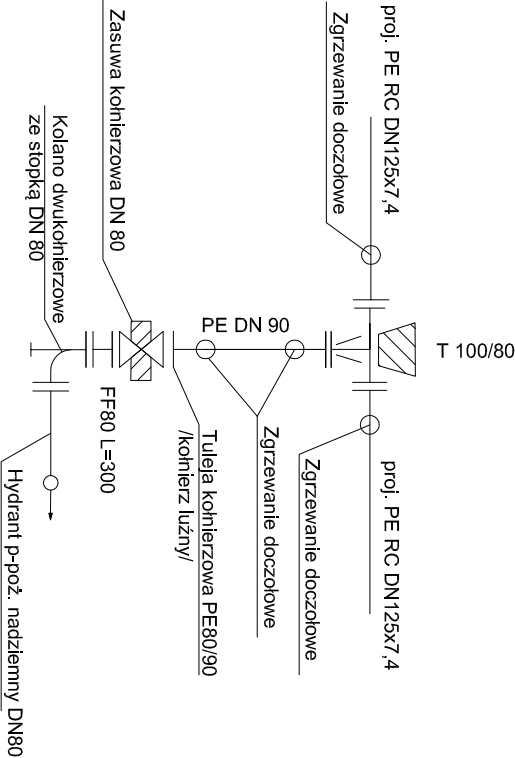 proj. PE RC DN125x7,4
Zgrzewanie doczołowe
Zasuwa kołnierzowa DN 80
Kolano dwukołnierzowe
ze stopką DN 80
PE DN 90
T 100/80
FF80 L=300
Tuleja kołnierzowa PE80/90
/kołnierz luźny/
Zgrzewanie doczołowe
Zgrzewanie doczołowe
proj. PE RC DN125x7,4
Hydrant p-poż. nadziemny DN80